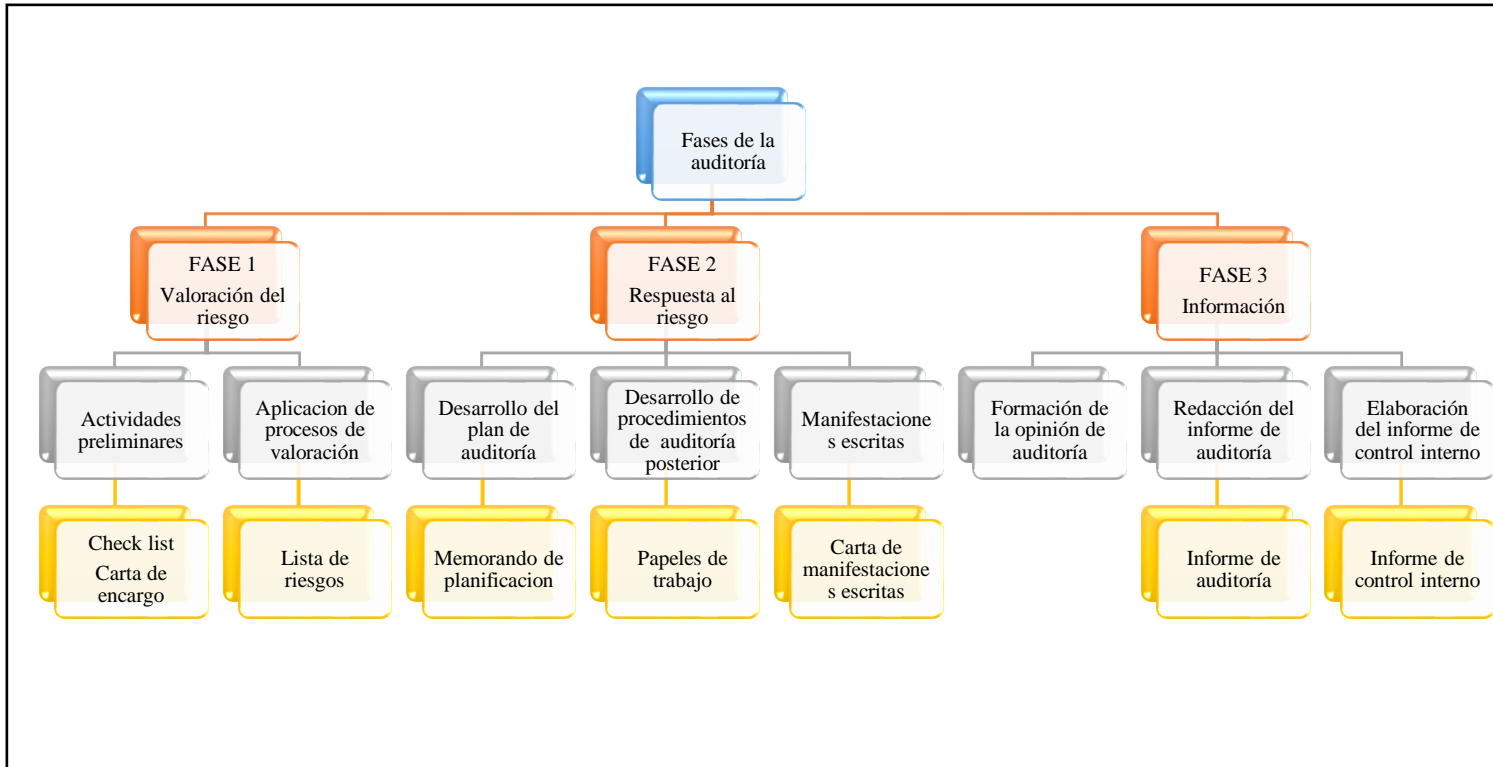 Fases de la
auditoría
FASE 1
Valoración del
riesgo
FASE 2
Respuesta al
riesgo
FASE 3
Información
Actividades
preliminares
Aplicacion de
procesos de
valoración
Desarrollo del
plan de
auditoría
Desarrollo de
procedimientos
de auditoría
posterior
Manifestacione
s escritas
Formación de
la opinión de
auditoría
Redacción del
informe de
auditoría
Elaboración
del informe de
control interno
Check list
Carta de
encargo
Lista de
riesgos
Memorando de
planificacion
Papeles de
trabajo
Carta de
manifestacione
s escritas
Informe de
auditoría
Informe de
control interno